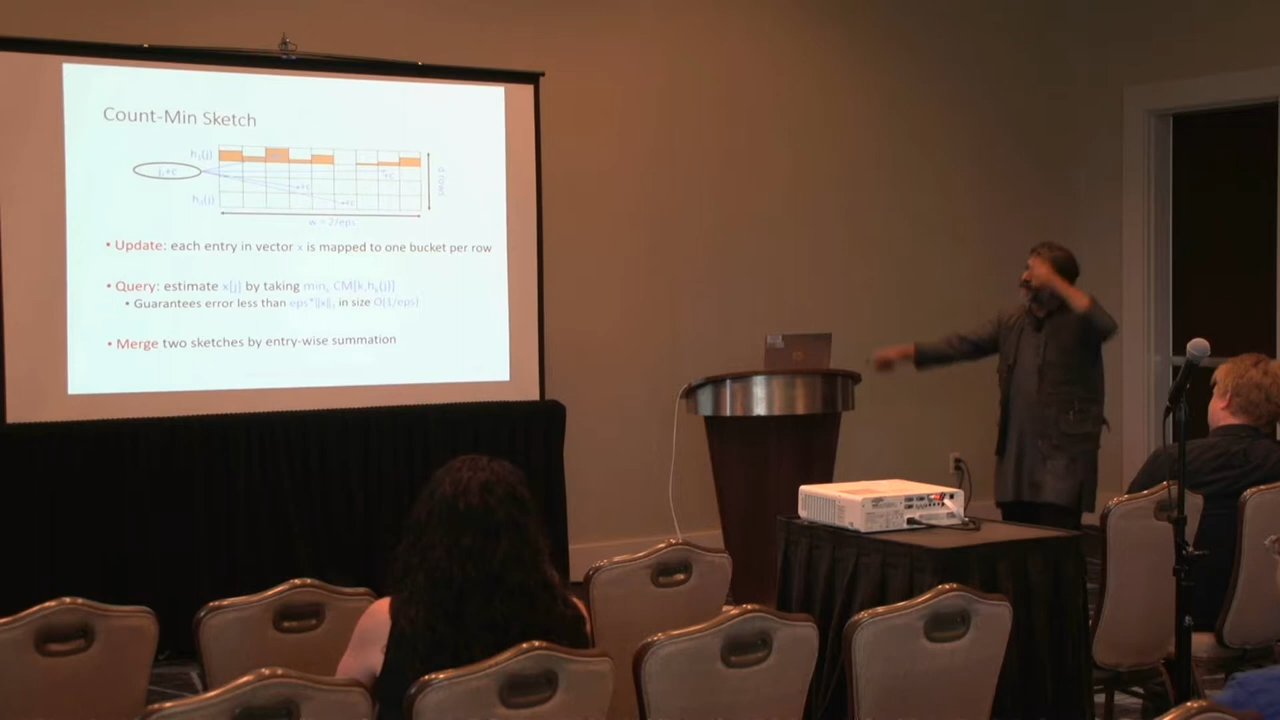 Count-Min Sketch
h₁(j)
j,+c
+c
+c
+c
d rows
w = 2/eps
• Update: each entry in vector x is mapped to one bucket per row
• Query: estimate x[j] by taking minₖ CM[k,hₖ(j)]
• Guarantees error less than eps*||x||₁ in size O(1/eps)
• Merge two sketches by entry-wise summation